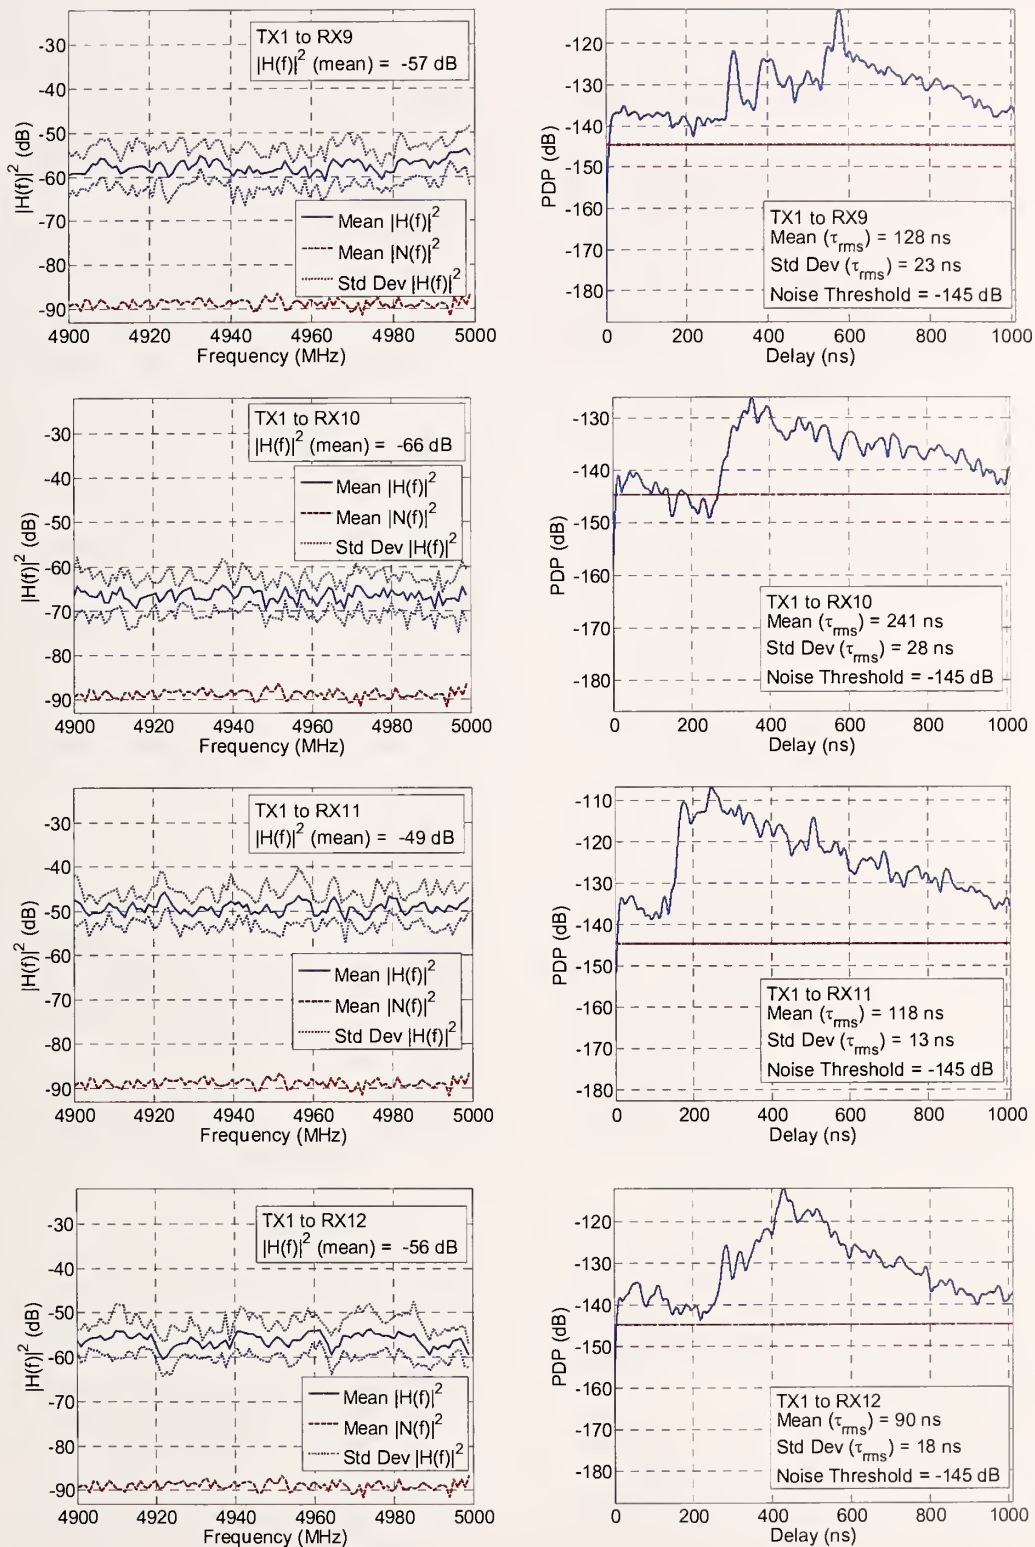 TX1 to RX9
|H(f)|² (mean) = -57 dB
-30
-40
-50
-60
-70
-80
-90
|H(f)|² (dB)
Mean |H(f)|²
Mean |N(f)|²
Std Dev |H(f)|²
4900 4920 4940 4960 4980 5000
Frequency (MHz)
-120
-130
-140
-150
-160
-170
-180
PDP (dB)
TX1 to RX9
Mean (τrms) = 128 ns
Std Dev (τrms) = 23 ns
Noise Threshold = -145 dB
0 200 400 600 800 1000
Delay (ns)
TX1 to RX10
|H(f)|² (mean) = -66 dB
-30
-40
-50
-60
-70
-80
-90
|H(f)|² (dB)
Mean |H(f)|²
Mean |N(f)|²
Std Dev |H(f)|²
4900 4920 4940 4960 4980 5000
Frequency (MHz)
-130
-140
-150
-160
-170
-180
PDP (dB)
TX1 to RX10
Mean (τrms) = 241 ns
Std Dev (τrms) = 28 ns
Noise Threshold = -145 dB
0 200 400 600 800 1000
Delay (ns)
TX1 to RX11
|H(f)|² (mean) = -49 dB
-30
-40
-50
-60
-70
-80
-90
|H(f)|² (dB)
Mean |H(f)|²
Mean |N(f)|²
Std Dev |H(f)|²
4900 4920 4940 4960 4980 5000
Frequency (MHz)
-110
-120
-130
-140
-150
-160
-170
-180
PDP (dB)
TX1 to RX11
Mean (τrms) = 118 ns
Std Dev (τrms) = 13 ns
Noise Threshold = -145 dB
0 200 400 600 800 1000
Delay (ns)
TX1 to RX12
|H(f)|² (mean) = -56 dB
-30
-40
-50
-60
-70
-80
-90
|H(f)|² (dB)
Mean |H(f)|²
Mean |N(f)|²
Std Dev |H(f)|²
4900 4920 4940 4960 4980 5000
Frequency (MHz)
-120
-130
-140
-150
-160
-170
-180
PDP (dB)
TX1 to RX12
Mean (τrms) = 90 ns
Std Dev (τrms) = 18 ns
Noise Threshold = -145 dB
0 200 400 600 800 1000
Delay (ns)